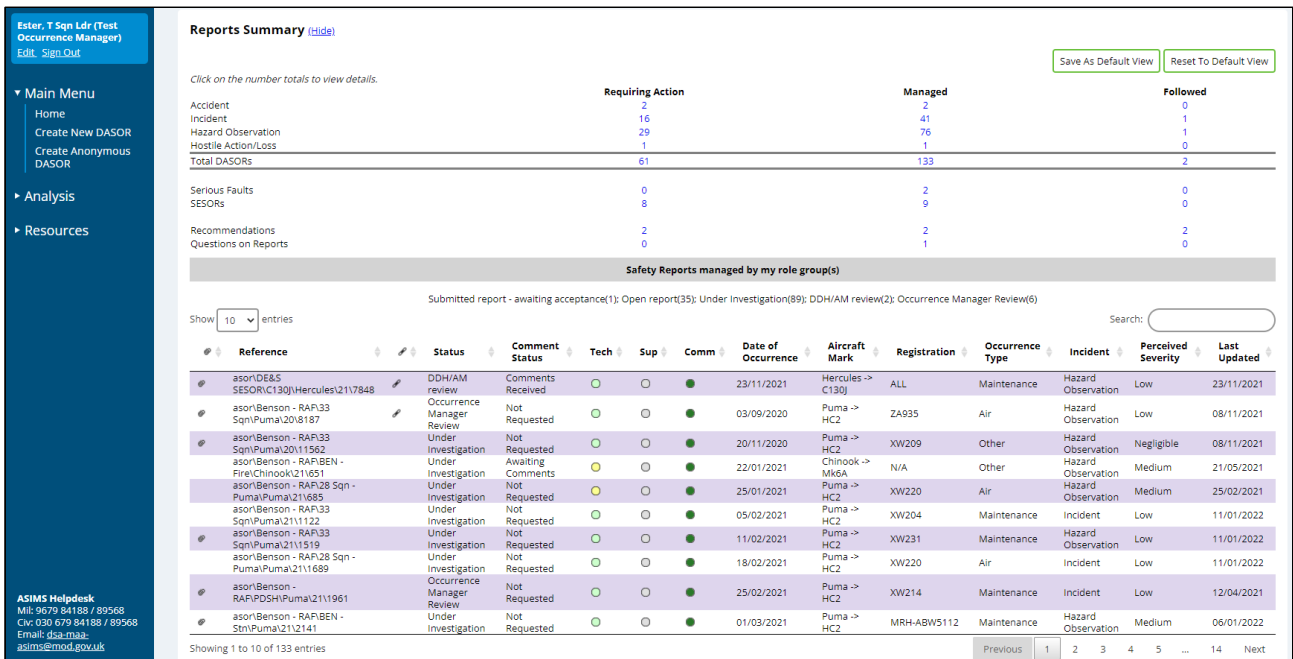 Ester, T Sqn Ldr (Test
Occurrence Manager)
Edit Sign Out
Main Menu
Home
Create New DASOR
Create Anonymous
DASOR
Analysis
Resources
ASIMS Helpdesk
Mil: 9679 84188 / 89568
Civ: 030 679 84188 / 89568
Email: dsa-maa-
asims@mod.gov.uk
Reports Summary (Hide)
Save As Default View Reset To Default View
Click on the number totals to view details.
Requiring Action Managed Followed
Accident 2 2 0
Incident 16 41 1
Hazard Observation 29 76 1
Hostile Action/Loss 1 1 0
Total DASORs 61 133 2
Serious Faults 0 2 0
SESORs 8 9 0
Recommendations 2 2 2
Questions on Reports 0 1 0
Safety Reports managed by my role group(s)
Submitted report - awaiting acceptance(1); Open report(35); Under Investigation(89); DDH/AM review(2); Occurrence Manager Review(6)
Show 10 entries Search:
Reference Status Comment Status Tech Sup Comm Date of Occurrence Aircraft Mark Registration Occurrence Type Incident Perceived Severity Last Updated
asor\DE&S SESOR\C130J\Hercules\21\7848 DDH/AM review Comments Received 23/11/2021 Hercules -> C130J ALL Maintenance Hazard Observation Low 23/11/2021
asor\Benson - RAF\33 Sqn\Puma\20\8187 Occurrence Manager Review Not Requested 03/09/2020 Puma -> HC2 ZA935 Air Hazard Observation Low 08/11/2021
asor\Benson - RAF\33 Sqn\Puma\20\11562 Under Investigation Not Requested 20/11/2020 Puma -> HC2 XW209 Other Hazard Observation Negligible 08/11/2021
asor\Benson - RAF\BEN - Fire\Chinook\21\651 Under Investigation Awaiting Comments 22/01/2021 Chinook -> Mk6A N/A Other Hazard Observation Medium 21/05/2021
asor\Benson - RAF\28 Sqn - Puma\Puma\21\685 Under Investigation Not Requested 25/01/2021 Puma -> HC2 XW220 Air Hazard Observation Medium 25/02/2021
asor\Benson - RAF\33 Sqn\Puma\21\1122 Under Investigation Not Requested 05/02/2021 Puma -> HC2 XW204 Maintenance Incident Low 11/01/2022
asor\Benson - RAF\33 Sqn\Puma\21\1519 Under Investigation Not Requested 11/02/2021 Puma -> HC2 XW231 Maintenance Hazard Observation Low 11/01/2022
asor\Benson - RAF\28 Sqn - Puma\Puma\21\1689 Under Investigation Not Requested 18/02/2021 Puma -> HC2 XW220 Air Incident Low 11/01/2022
asor\Benson - RAF\PDSH\Puma\21\1961 Occurrence Manager Review Not Requested 25/02/2021 Puma -> HC2 XW214 Maintenance Incident Low 12/04/2021
asor\Benson - RAF\BEN - Stn\Puma\21\2141 Under Investigation Not Requested 01/03/2021 Puma -> HC2 MRH-ABW5112 Maintenance Hazard Observation Medium 06/01/2022
Showing 1 to 10 of 133 entries Previous 1 2 3 4 5 ... 14 Next